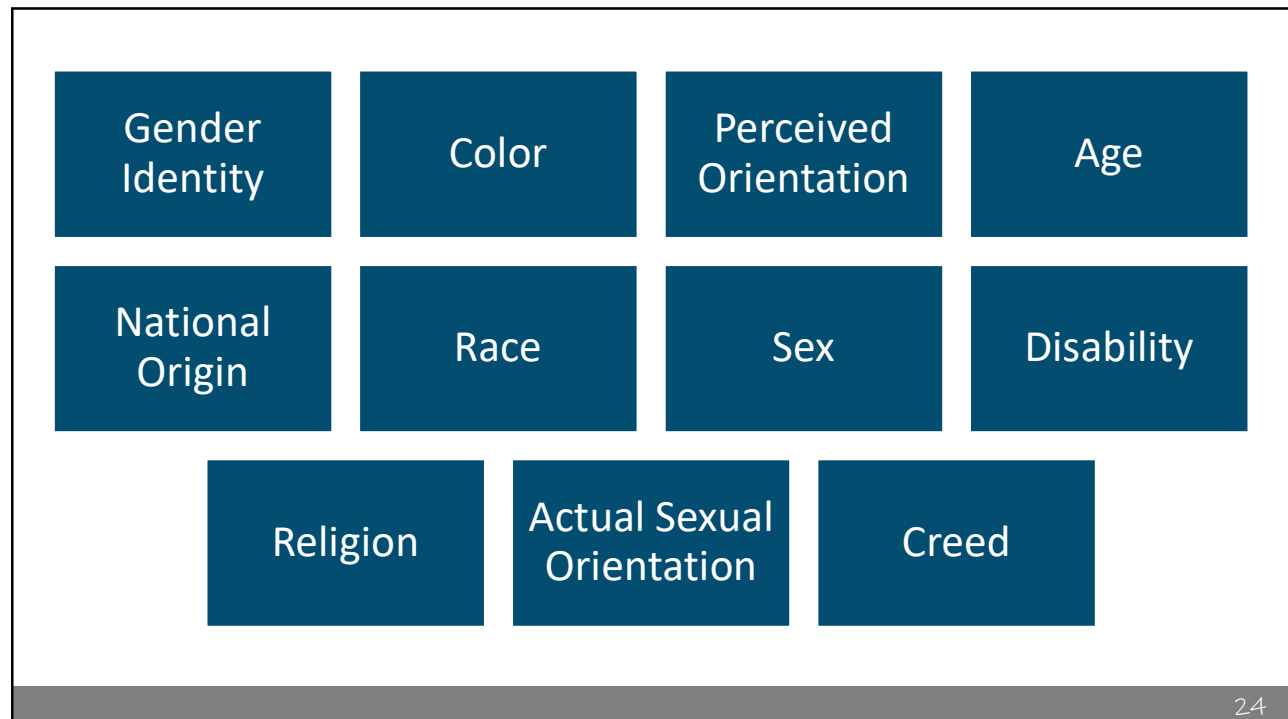 Gender
Identity
Color
Perceived
Orientation
Age
National
Origin
Race
Sex
Disability
Religion
Actual Sexual
Orientation
Creed
24